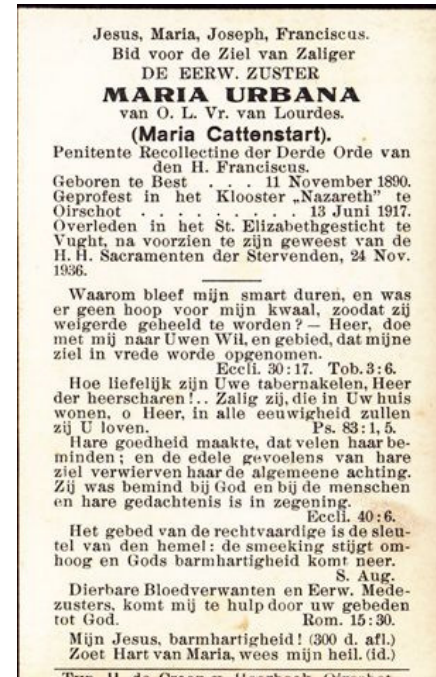 Jesus, Maria, Joseph, Franciscus.
Bid voor de Ziel van Zaliger
DE EERW. ZUSTER
MARIA URBANA
van O. L. Vr. van Lourdes.
(Maria Cattenstart).
Penitente Recollectine der Derde Orde van
den H. Franciscus.
Geboren te Best . . . 11 November 1890.
Geprofest in het Klooster „Nazareth" te
Oirschot . . . . . . . . . 13 Juni 1917.
Overleden in het St. Elizabethgesticht te
Vught, na voorzien te zijn geweest van de
H. H. Sacramenten der Stervenden, 24 Nov.
1936.
Waarom bleef mijn smart duren, en was
er geen hoop voor mijn kwaal, zoodat zij
weigerde geheeld te worden? — Heer, doe
met mij naar Uwen Wil, en gebied, dat mijne
ziel in vrede worde opgenomen.
Eccli. 30:17. Tob. 3:6.
Hoe liefelijk zijn Uwe tabernakelen, Heer
der heerscharen!.. Zalig zij, die in Uw huis
wonen, o Heer, in alle eeuwigheid zullen
zij U loven. Ps. 83:1, 5.
Hare goedheid maakte, dat velen haar be-
minden; en de edele gevoelens van hare
ziel verwierven haar de algemeene achting.
Zij was bemind bij God en bij de menschen
en hare gedachtenis is in zegening.
Eccli. 40:6.
Het gebed van de rechtvaardige is de sleu-
tel van den hemel: de smeeking stijgt om-
hoog en Gods barmhartigheid komt neer.
S. Aug.
Dierbare Bloedverwanten en Eerw. Mede-
zusters, komt mij te hulp door uw gebeden
tot God. Rom. 15:30.
Mijn Jesus, barmhartigheid! (300 d. afl.)
Zoet Hart van Maria, wees mijn heil. (id.)